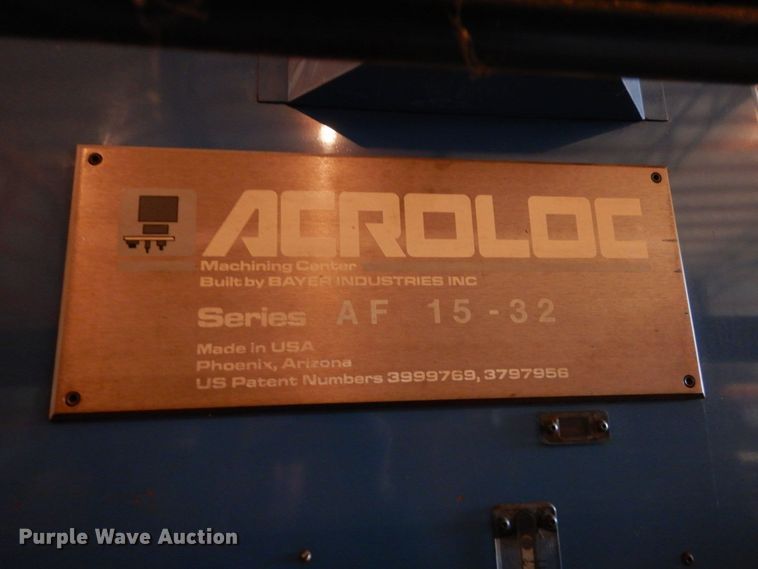 ACROLOC
Machining Center
Built by BAYER INDUSTRIES INC
Series AF 15-32
Made in USA
Phoenix, Arizona
US Patent Numbers 3999769, 3797956
Purple Wave Auction